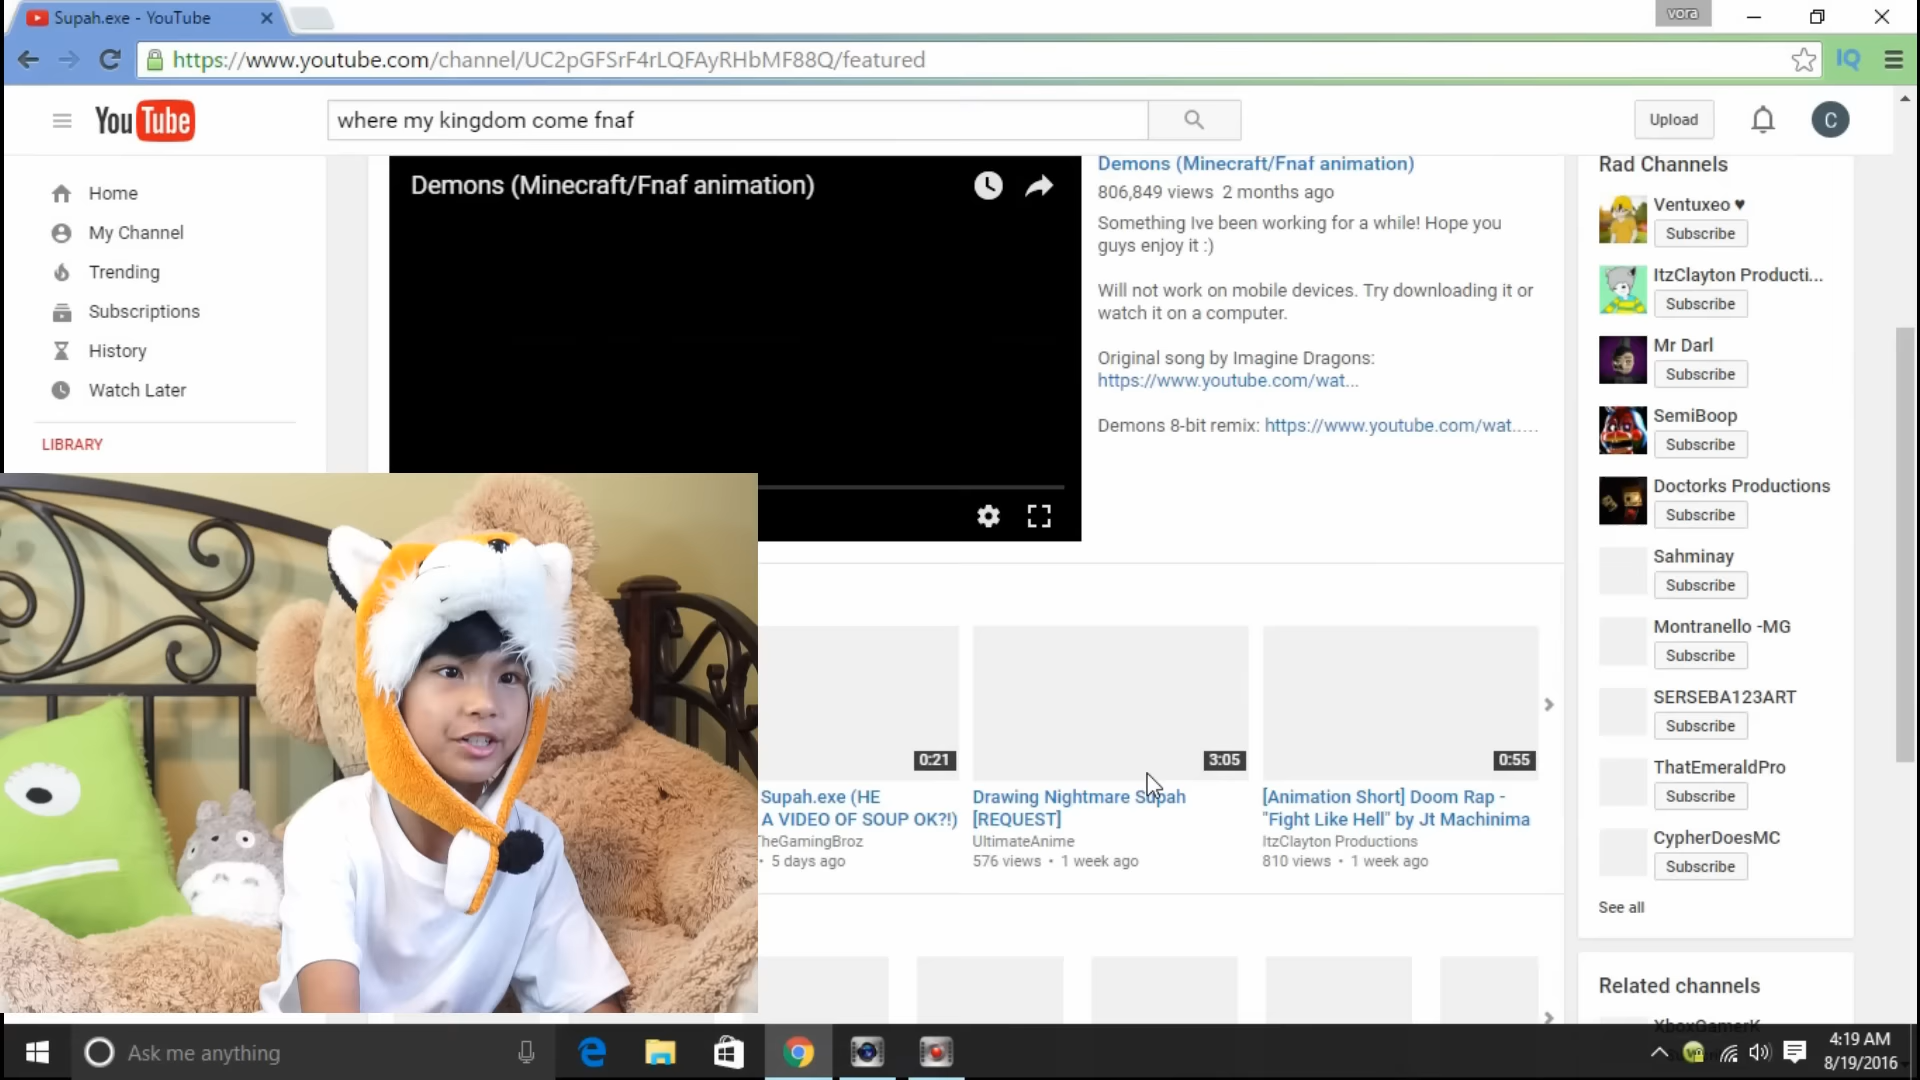 Supah.exe - YouTube
vora
https://www.youtube.com/channel/UC2pGFSrF4rLQFAyRHbMF88Q/featured
IQ
YouTube
where my kingdom come fnaf
Upload
C
Home
My Channel
Trending
Subscriptions
History
Watch Later
LIBRARY
Demons (Minecraft/Fnaf animation)
Demons (Minecraft/Fnaf animation)
806,849 views 2 months ago
Something Ive been working for a while! Hope you
guys enjoy it :)
Will not work on mobile devices. Try downloading it or
watch it on a computer.
Original song by Imagine Dragons:
https://www.youtube.com/wat...
Demons 8-bit remix: https://www.youtube.com/wat.....
0:21
Supah.exe (HE
A VIDEO OF SOUP OK?!)
heGamingBroz
• 5 days ago
3:05
Drawing Nightmare Supah
[REQUEST]
UltimateAnime
576 views • 1 week ago
0:55
[Animation Short] Doom Rap -
"Fight Like Hell" by Jt Machinima
ItzClayton Productions
810 views • 1 week ago
Rad Channels
Ventuxeo ♥
Subscribe
ItzClayton Producti...
Subscribe
Mr Darl
Subscribe
SemiBoop
Subscribe
Doctorks Productions
Subscribe
Sahminay
Subscribe
Montranello -MG
Subscribe
SERSEBA123ART
Subscribe
ThatEmeraldPro
Subscribe
CypherDoesMC
Subscribe
See all
Related channels
XboxGamerK
Ask me anything
4:19 AM
8/19/2016